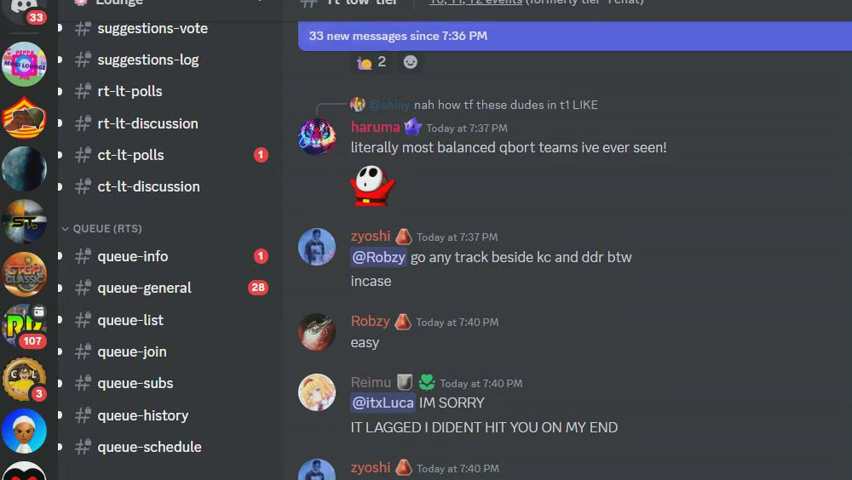 33
Lounge
suggestions-vote
suggestions-log
rt-lt-polls
rt-lt-discussion
ct-lt-polls
1
ct-lt-discussion
QUEUE (RTS)
queue-info
1
queue-general
28
queue-list
queue-join
queue-subs
queue-history
queue-schedule
107
3
rt-low-tier
10, 11, 12 events (formerly tier-1 chat)
33 new messages since 7:36 PM
2
@shiny nah how tf these dudes in t1 LIKE
haruma Today at 7:37 PM
literally most balanced qbort teams ive ever seen!
zyoshi Today at 7:37 PM
@Robzy go any track beside kc and ddr btw
incase
Robzy Today at 7:40 PM
easy
Reimu Today at 7:40 PM
@itxLuca IM SORRY
IT LAGGED I DIDENT HIT YOU ON MY END
zyoshi Today at 7:40 PM